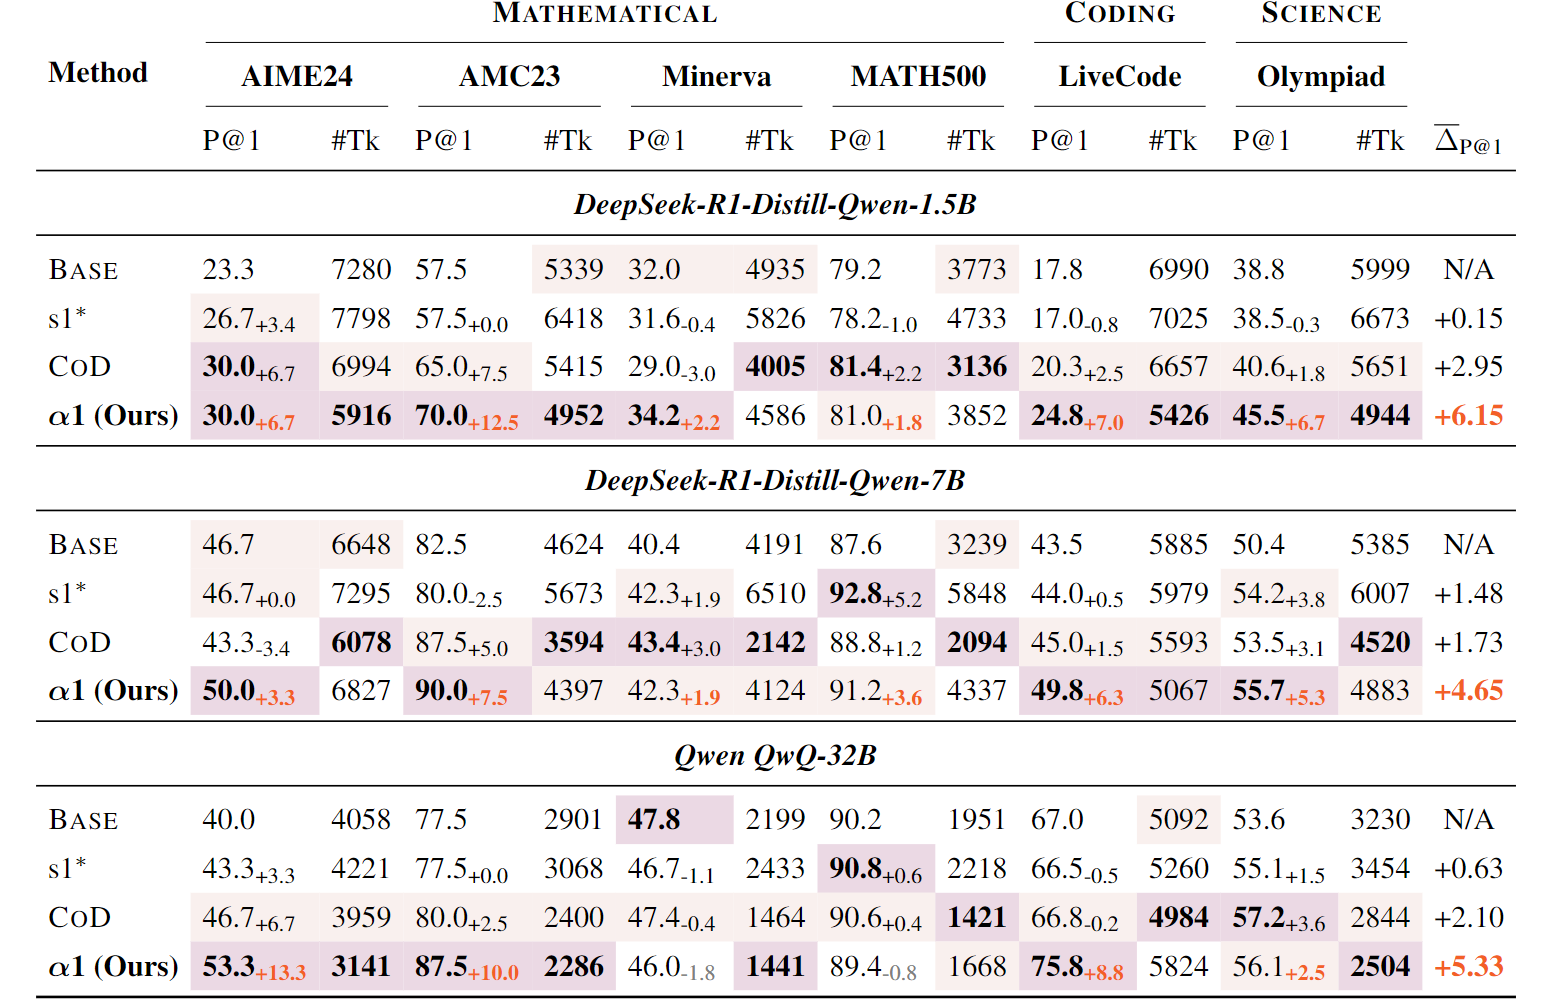 MATHEMATICAL CODING SCIENCE
Method AIME24 AMC23 Minerva MATH500 LiveCode Olympiad
P@1 #Tk P@1 #Tk P@1 #Tk P@1 #Tk P@1 #Tk P@1 #Tk Δ̅P@1
DeepSeek-R1-Distill-Qwen-1.5B
BASE 23.3 7280 57.5 5339 32.0 4935 79.2 3773 17.8 6990 38.8 5999 N/A
s1* 26.7+3.4 7798 57.5+0.0 6418 31.6-0.4 5826 78.2-1.0 4733 17.0-0.8 7025 38.5-0.3 6673 +0.15
COD 30.0+6.7 6994 65.0+7.5 5415 29.0-3.0 4005 81.4+2.2 3136 20.3+2.5 6657 40.6+1.8 5651 +2.95
α1 (Ours) 30.0+6.7 5916 70.0+12.5 4952 34.2+2.2 4586 81.0+1.8 3852 24.8+7.0 5426 45.5+6.7 4944 +6.15
DeepSeek-R1-Distill-Qwen-7B
BASE 46.7 6648 82.5 4624 40.4 4191 87.6 3239 43.5 5885 50.4 5385 N/A
s1* 46.7+0.0 7295 80.0-2.5 5673 42.3+1.9 6510 92.8+5.2 5848 44.0+0.5 5979 54.2+3.8 6007 +1.48
COD 43.3-3.4 6078 87.5+5.0 3594 43.4+3.0 2142 88.8+1.2 2094 45.0+1.5 5593 53.5+3.1 4520 +1.73
α1 (Ours) 50.0+3.3 6827 90.0+7.5 4397 42.3+1.9 4124 91.2+3.6 4337 49.8+6.3 5067 55.7+5.3 4883 +4.65
Qwen QwQ-32B
BASE 40.0 4058 77.5 2901 47.8 2199 90.2 1951 67.0 5092 53.6 3230 N/A
s1* 43.3+3.3 4221 77.5+0.0 3068 46.7-1.1 2433 90.8+0.6 2218 66.5-0.5 5260 55.1+1.5 3454 +0.63
COD 46.7+6.7 3959 80.0+2.5 2400 47.4-0.4 1464 90.6+0.4 1421 66.8-0.2 4984 57.2+3.6 2844 +2.10
α1 (Ours) 53.3+13.3 3141 87.5+10.0 2286 46.0-1.8 1441 89.4-0.8 1668 75.8+8.8 5824 56.1+2.5 2504 +5.33